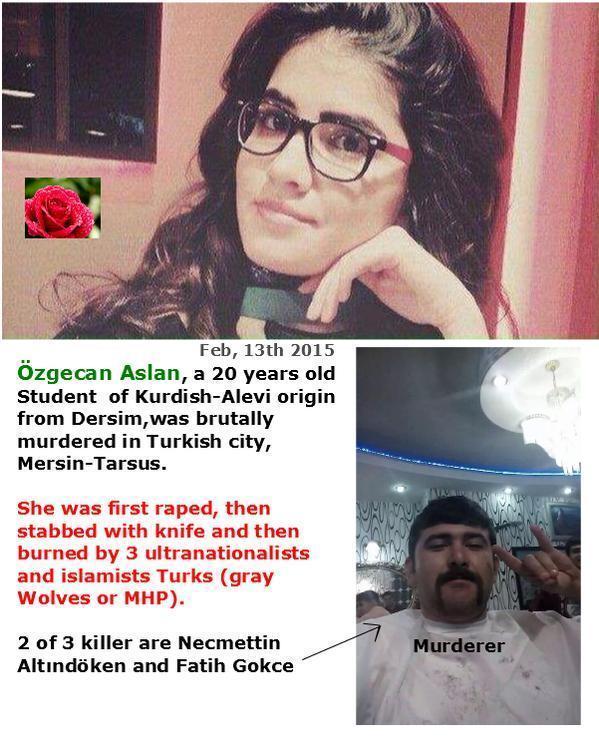 Feb, 13th 2015
Özgecan Aslan, a 20 years old
Student of Kurdish-Alevi origin
from Dersim,was brutally
murdered in Turkish city,
Mersin-Tarsus.
She was first raped, then
stabbed with knife and then
burned by 3 ultranationalists
and islamists Turks (gray
Wolves or MHP).
2 of 3 killer are Necmettin
Altındöken and Fatih Gokce
Murderer